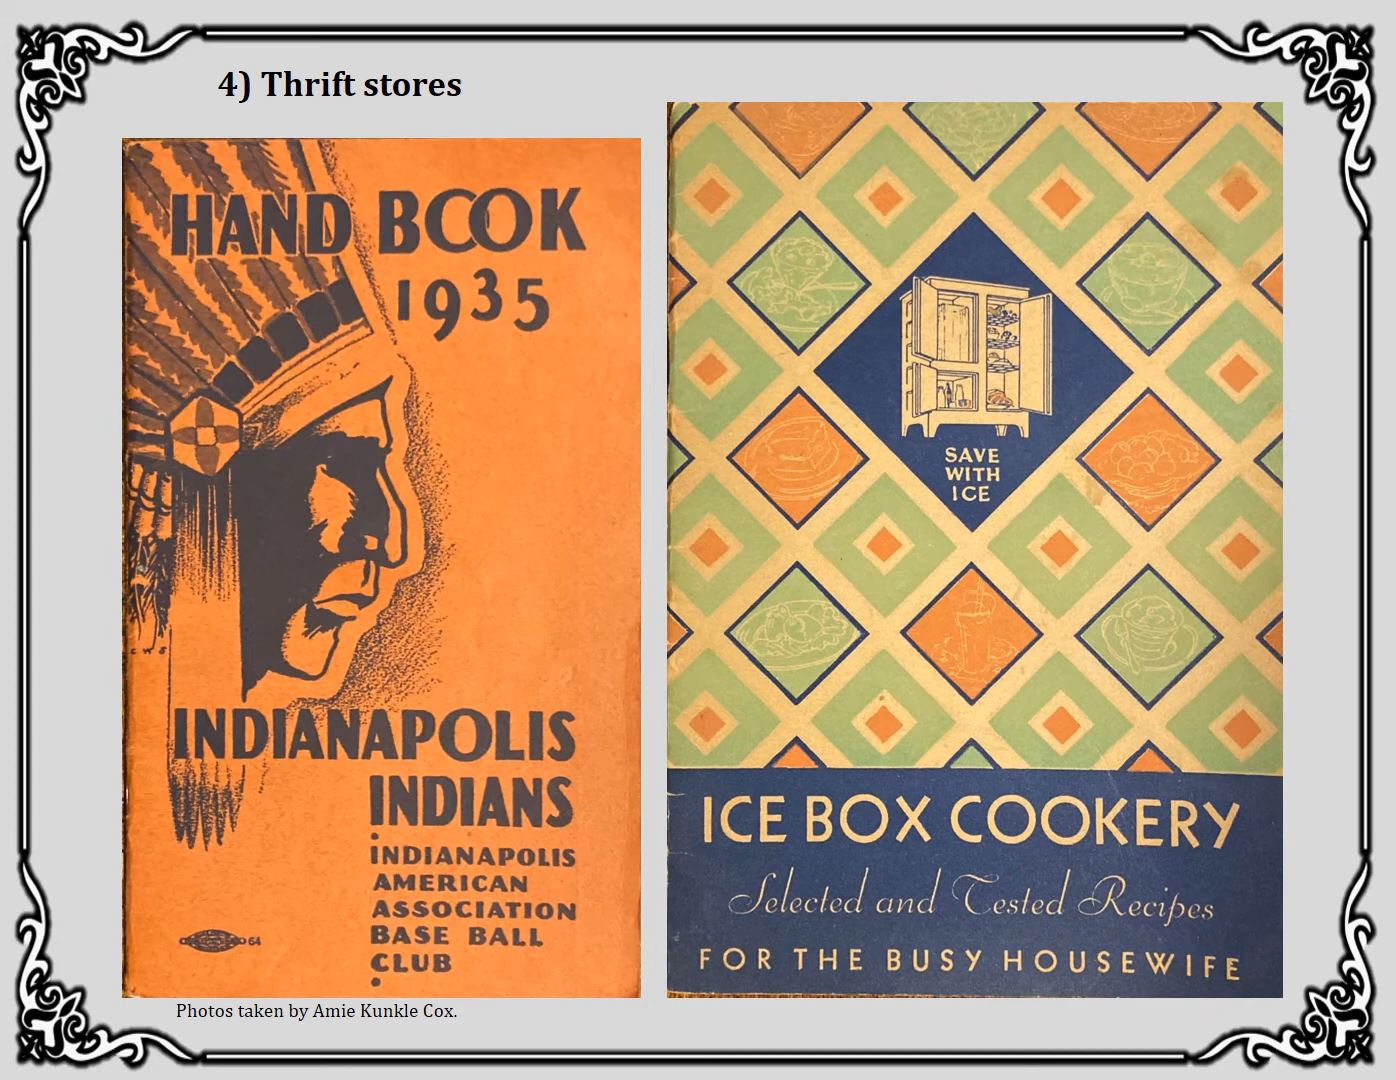 4) Thrift stores
HAND BOOK
1935
C W S
INDIANAPOLIS
INDIANS
INDIANAPOLIS
AMERICAN
ASSOCIATION
BASE BALL
CLUB
64
SAVE
WITH
ICE
ICE BOX COOKERY
Selected and Tested Recipes
FOR THE BUSY HOUSEWIFE
Photos taken by Amie Kunkle Cox.